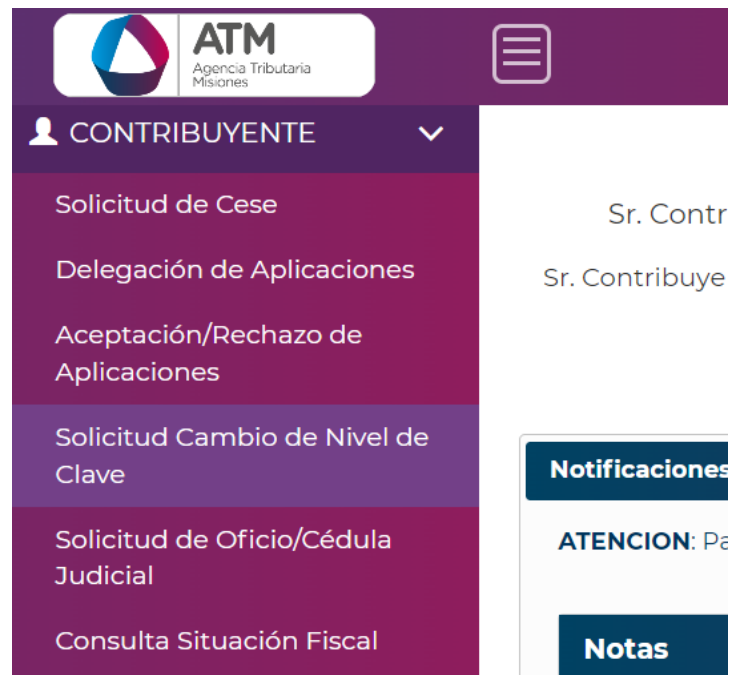 ATM
Agencia Tributaria
Misiones
CONTRIBUYENTE
Solicitud de Cese
Delegación de Aplicaciones
Aceptación/Rechazo de
Aplicaciones
Solicitud Cambio de Nivel de
Clave
Solicitud de Oficio/Cédula
Judicial
Consulta Situación Fiscal
Sr. Contr
Sr. Contribuye
Notificaciones
ATENCION: Pa
Notas